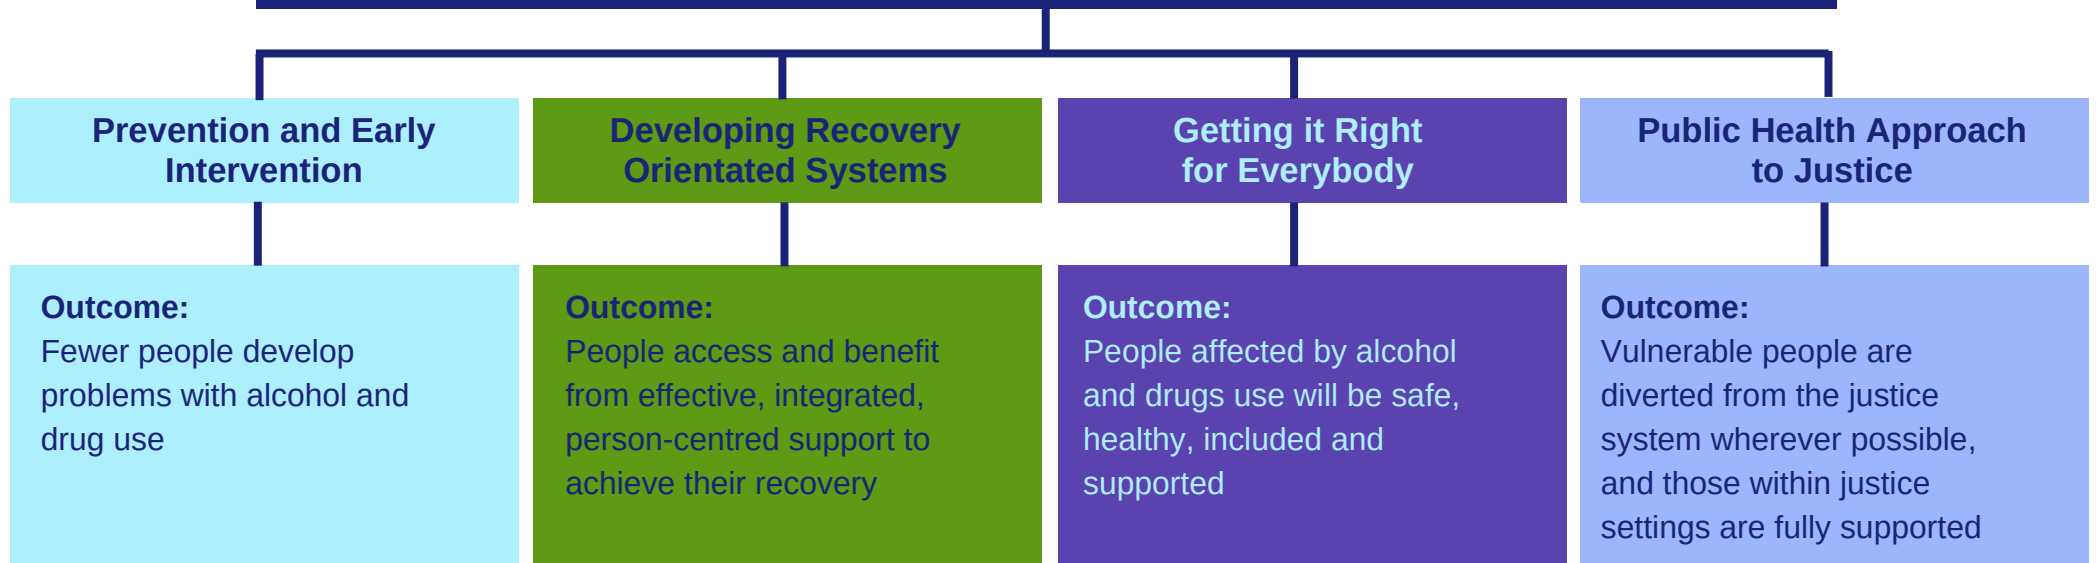 Prevention and Early
Intervention
Developing Recovery
Orientated Systems
Getting it Right
for Everybody
Public Health Approach
to Justice
Outcome:
Fewer people develop
problems with alcohol and
drug use
Outcome:
People access and benefit
from effective, integrated,
person-centred support to
achieve their recovery
Outcome:
People affected by alcohol
and drugs use will be safe,
healthy, included and
supported
Outcome:
Vulnerable people are
diverted from the justice
system wherever possible,
and those within justice
settings are fully supported